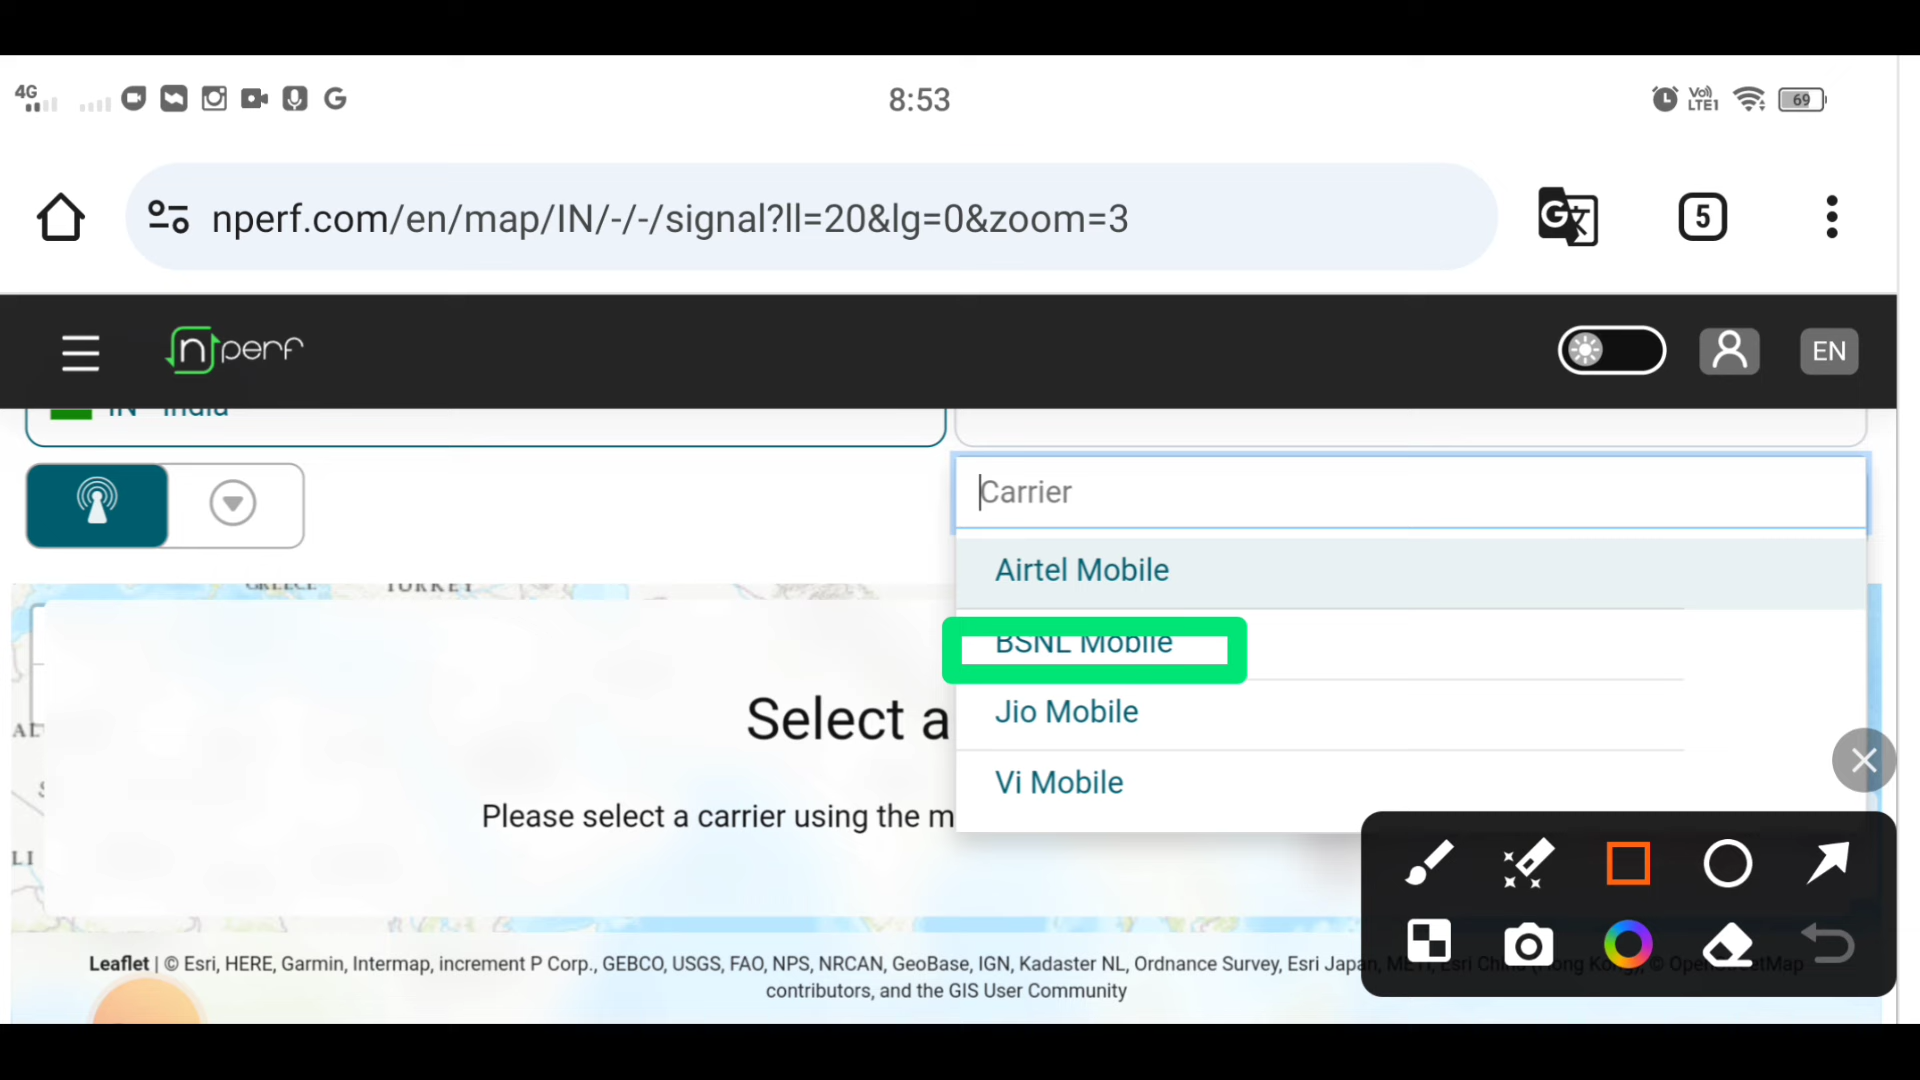 4G 8:53 Vo) LTE1 69
nperf.com/en/map/IN/-/-/signal?ll=20&lg=0&zoom=3 5
nperf EN
IN India
Carrier
Airtel Mobile
BSNL Mobile
Jio Mobile
Vi Mobile
GREECE TURKEY
Select a
Please select a carrier using the m
Leaflet | © Esri, HERE, Garmin, Intermap, increment P Corp., GEBCO, USGS, FAO, NPS, NRCAN, GeoBase, IGN, Kadaster NL, Ordnance Survey, Esri Japan, METI, Esri China (Hong Kong), © OpenStreetMap
contributors, and the GIS User Community